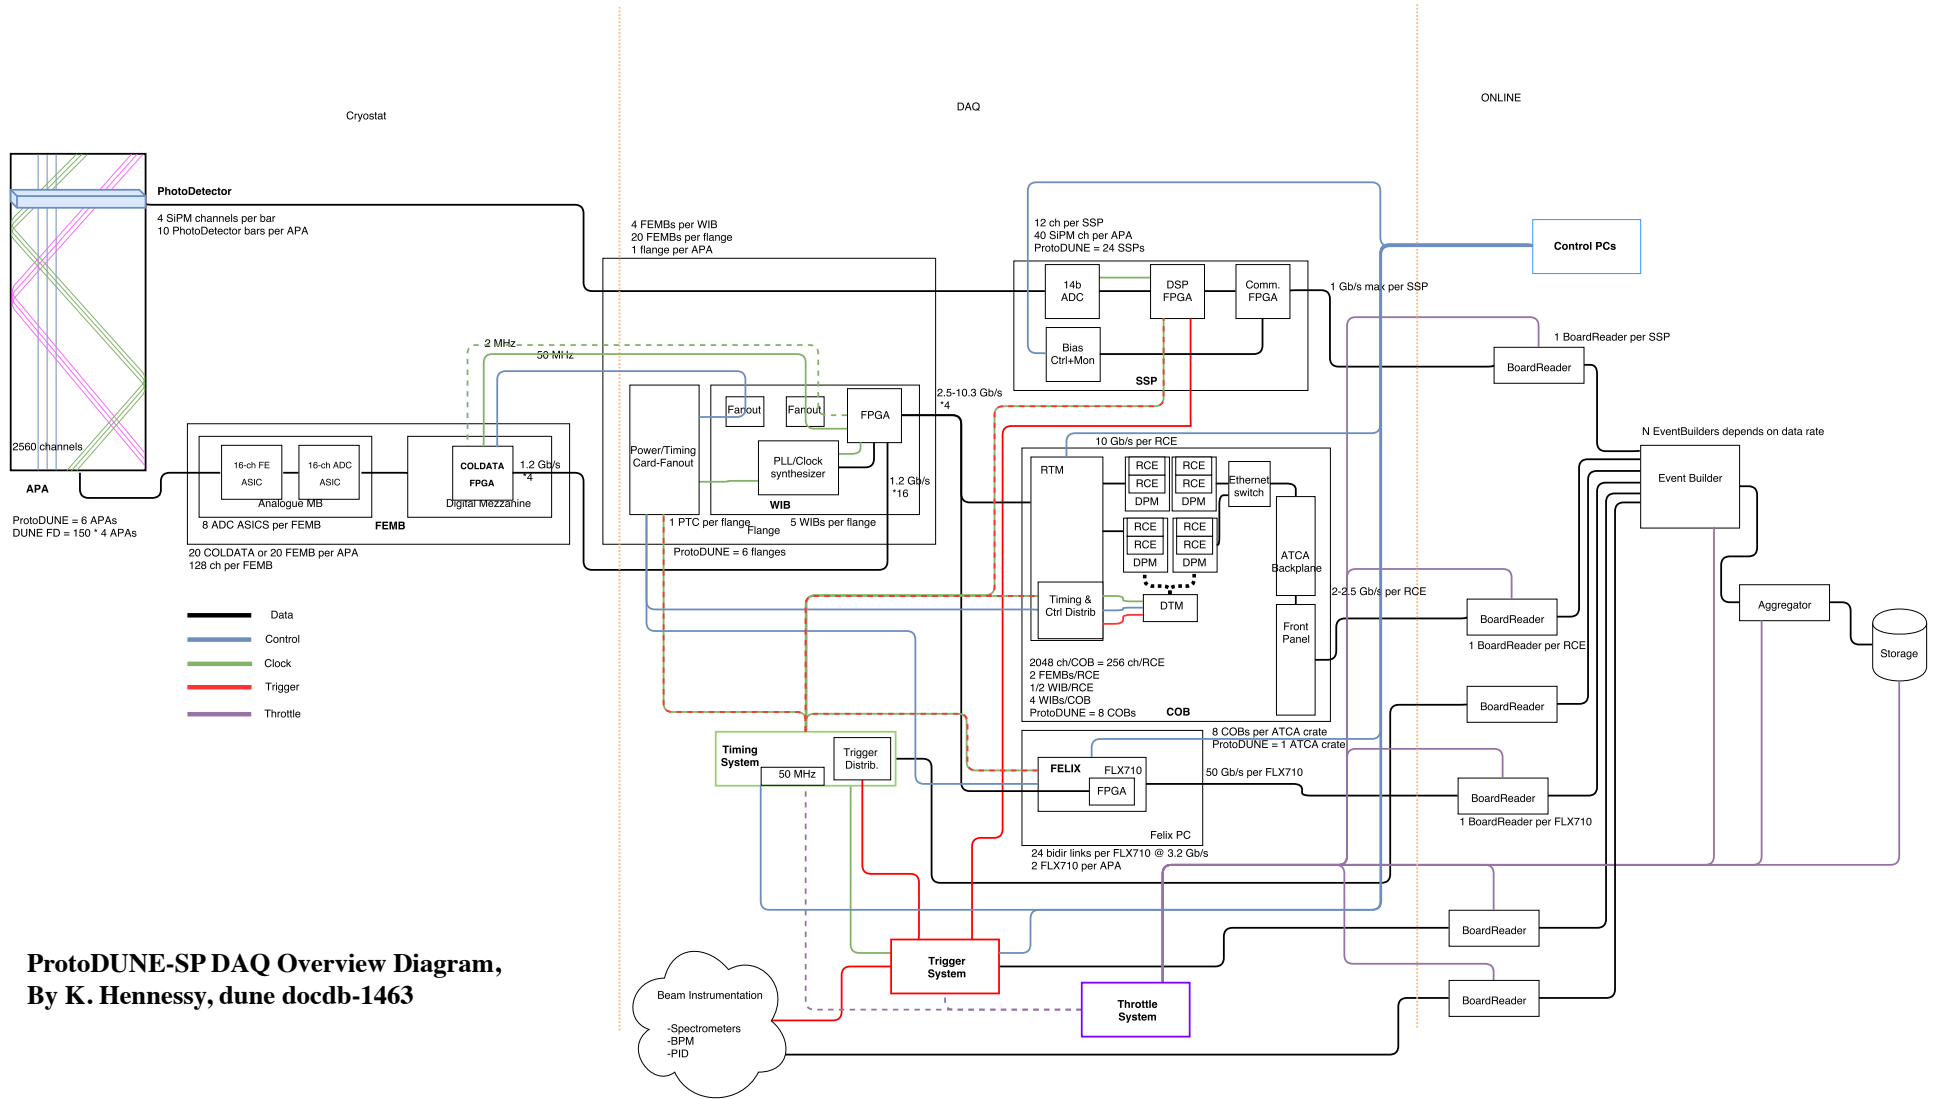 Cryostat
DAQ
ONLINE
PhotoDetector
4 SiPM channels per bar
10 PhotoDetector bars per APA
2560 channels
APA
ProtoDUNE = 6 APAs
DUNE FD = 150 * 4 APAs
16-ch FE
ASIC
16-ch ADC
ASIC
Analogue MB
COLDATA
FPGA
Digital Mezzanine
8 ADC ASICS per FEMB
FEMB
20 COLDATA or 20 FEMB per APA
128 ch per FEMB
1.2 Gb/s
*4
2 MHz
50 MHz
Data
Control
Clock
Trigger
Throttle
4 FEMBs per WIB
20 FEMBs per flange
1 flange per APA
Power/Timing
Card-Fanout
Fanout
Fanout
FPGA
PLL/Clock
synthesizer
WIB
1 PTC per flange
5 WIBs per flange
Flange
ProtoDUNE = 6 flanges
1.2 Gb/s
*16
2.5-10.3 Gb/s
*4
12 ch per SSP
40 SiPM ch per APA
ProtoDUNE = 24 SSPs
14b
ADC
DSP
FPGA
Comm.
FPGA
Bias
Ctrl+Mon
SSP
1 Gb/s max per SSP
10 Gb/s per RCE
RTM
RCE
RCE
DPM
RCE
RCE
DPM
RCE
RCE
DPM
RCE
RCE
DPM
Ethernet
switch
ATCA
Backplane
Front
Panel
Timing &
Ctrl Distrib
DTM
2048 ch/COB = 256 ch/RCE
2 FEMBs/RCE
1/2 WIB/RCE
4 WIBs/COB
ProtoDUNE = 8 COBs
COB
2-2.5 Gb/s per RCE
8 COBs per ATCA crate
ProtoDUNE = 1 ATCA crate
FELIX
FLX710
FPGA
Felix PC
50 Gb/s per FLX710
24 bidir links per FLX710 @ 3.2 Gb/s
2 FLX710 per APA
Timing
System
50 MHz
Trigger
Distrib.
Trigger
System
Throttle
System
Beam Instrumentation
-Spectrometers
-BPM
-PID
Control PCs
1 BoardReader per SSP
BoardReader
N EventBuilders depends on data rate
Event Builder
BoardReader
1 BoardReader per RCE
BoardReader
BoardReader
1 BoardReader per FLX710
BoardReader
BoardReader
Aggregator
Storage
ProtoDUNE-SP DAQ Overview Diagram,
By K. Hennessy, dune docdb-1463